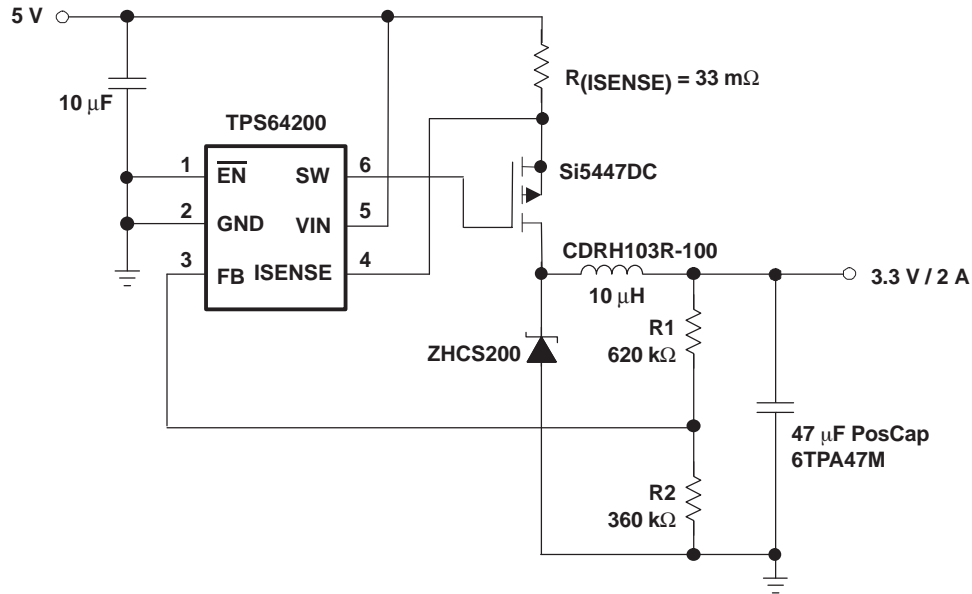 5 V
R(ISENSE) = 33 mΩ
10 μF
TPS64200
1
EN
SW
6
Si5447DC
2
GND
VIN
5
3
FB
ISENSE
4
CDRH103R-100
10 μH
3.3 V / 2 A
R1
620 kΩ
ZHCS200
47 μF PosCap
6TPA47M
R2
360 kΩ